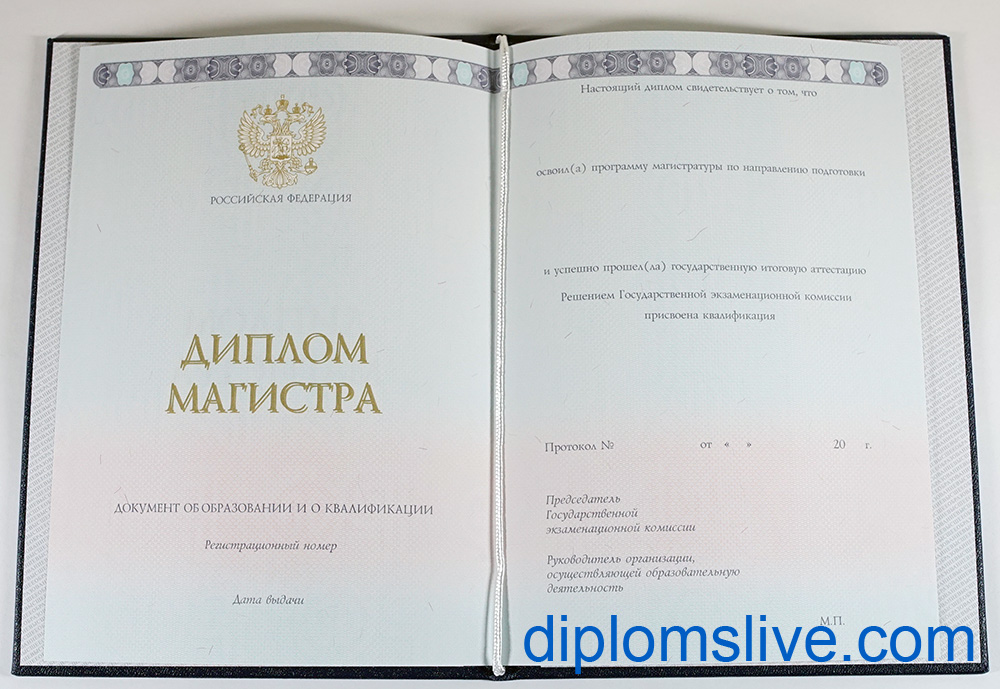 РОССИЙСКАЯ ФЕДЕРАЦИЯ
ДИПЛОМ
МАГИСТРА
ДОКУМЕНТ ОБ ОБРАЗОВАНИИ И О КВАЛИФИКАЦИИ
Регистрационный номер
Дата выдачи
Настоящий диплом свидетельствует о том, что
освоил(а) программу магистратуры по направлению подготовки
и успешно прошел(ла) государственную итоговую аттестацию
Решением Государственной экзаменационной комиссии
присвоена квалификация
Протокол № от « » 20 г.
Председатель
Государственной
экзаменационной комиссии
Руководитель организации,
осуществляющей образовательную
деятельность
М.П.
diplomslive.com